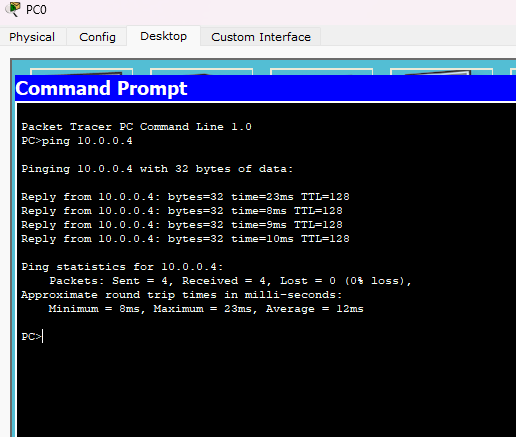 PC0
Physical Config Desktop Custom Interface
Command Prompt
Packet Tracer PC Command Line 1.0
PC>ping 10.0.0.4
Pinging 10.0.0.4 with 32 bytes of data:
Reply from 10.0.0.4: bytes=32 time=23ms TTL=128
Reply from 10.0.0.4: bytes=32 time=8ms TTL=128
Reply from 10.0.0.4: bytes=32 time=9ms TTL=128
Reply from 10.0.0.4: bytes=32 time=10ms TTL=128
Ping statistics for 10.0.0.4:
Packets: Sent = 4, Received = 4, Lost = 0 (0% loss),
Approximate round trip times in milli-seconds:
Minimum = 8ms, Maximum = 23ms, Average = 12ms
PC>